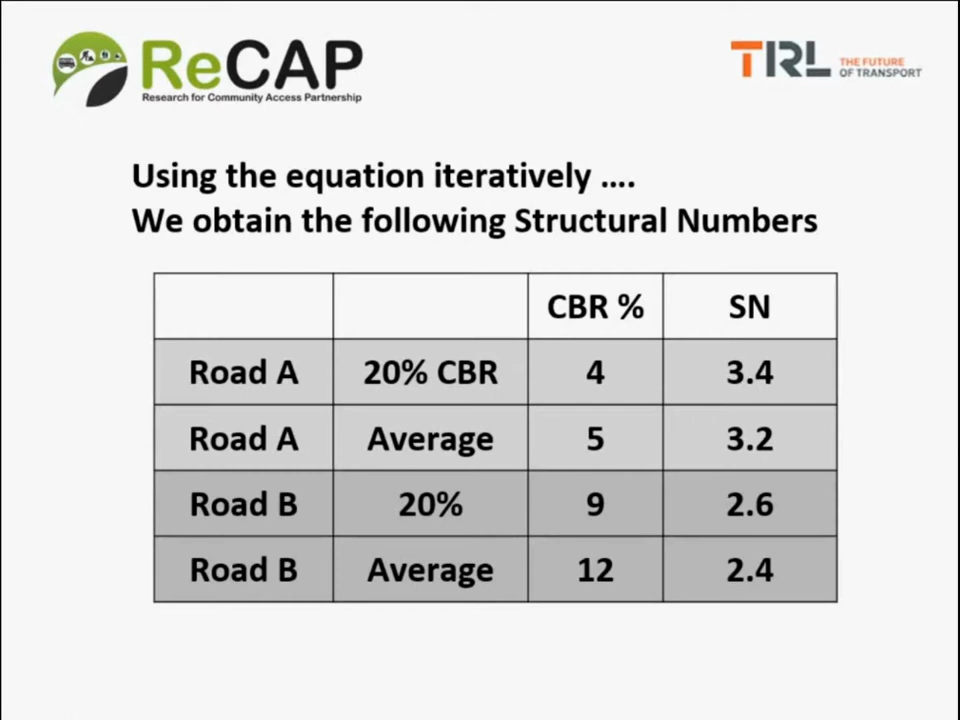 ReCAP
Research for Community Access Partnership
TRL THE FUTURE
OF TRANSPORT
Using the equation iteratively ....
We obtain the following Structural Numbers
CBR % SN
Road A 20% CBR 4 3.4
Road A Average 5 3.2
Road B 20% 9 2.6
Road B Average 12 2.4